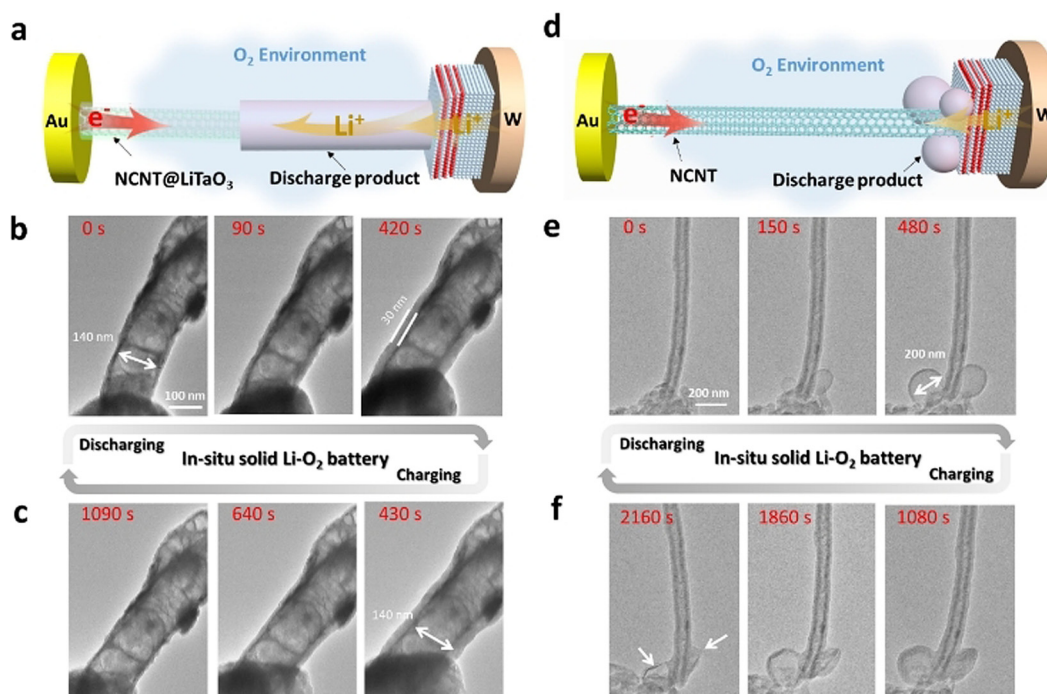 a
O₂ Environment
Au
e⁻
Li⁺
Li⁺
W
NCNT@LiTaO₃
Discharge product
b
0 s
90 s
420 s
140 nm
30 nm
100 nm
Discharging
In-situ solid Li-O₂ battery
Charging
c
1090 s
640 s
430 s
140 nm
d
O₂ Environment
Au
e⁻
Li⁺
W
NCNT
Discharge product
e
0 s
150 s
480 s
200 nm
200 nm
Discharging
In-situ solid Li-O₂ battery
Charging
f
2160 s
1860 s
1080 s